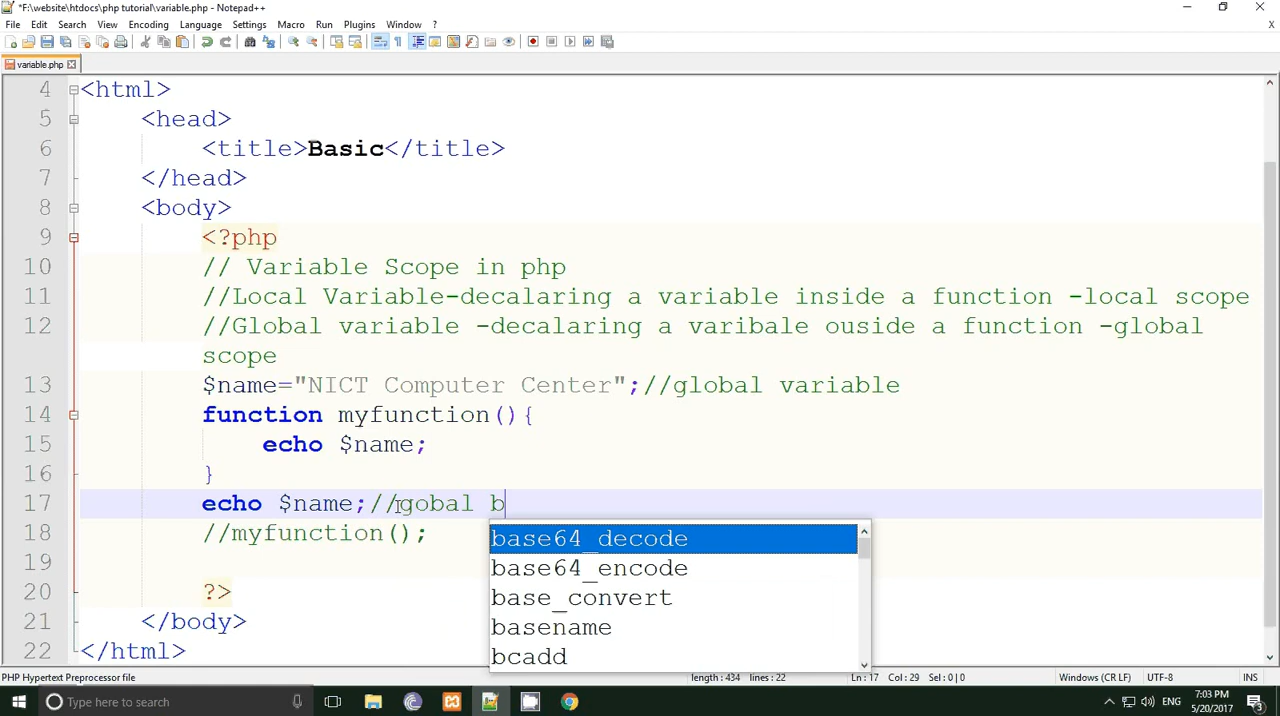 *F:\website\htdocs\php tutorial\variable.php - Notepad++
File Edit Search View Encoding Language Settings Macro Run Plugins Window ?
X
variable.php
4 <html>
5 <head>
6 <title>Basic</title>
7 </head>
8 <body>
9 <?php
10 // Variable Scope in php
11 //Local Variable-decalaring a variable inside a function -local scope
12 //Global variable -decalaring a varibale ouside a function -global
scope
13 $name="NICT Computer Center";//global variable
14 function myfunction(){
15 echo $name;
16 }
17 echo $name;//gobal b
18 //myfunction();
19
20 ?>
21 </body>
22 </html>
base64_decode
base64_encode
base_convert
basename
bcadd
PHP Hypertext Preprocessor file length : 434 lines : 22 Ln : 17 Col : 29 Sel : 0 | 0 Windows (CR LF) UTF-8 INS
Type here to search ENG 7:03 PM
5/20/2017 3